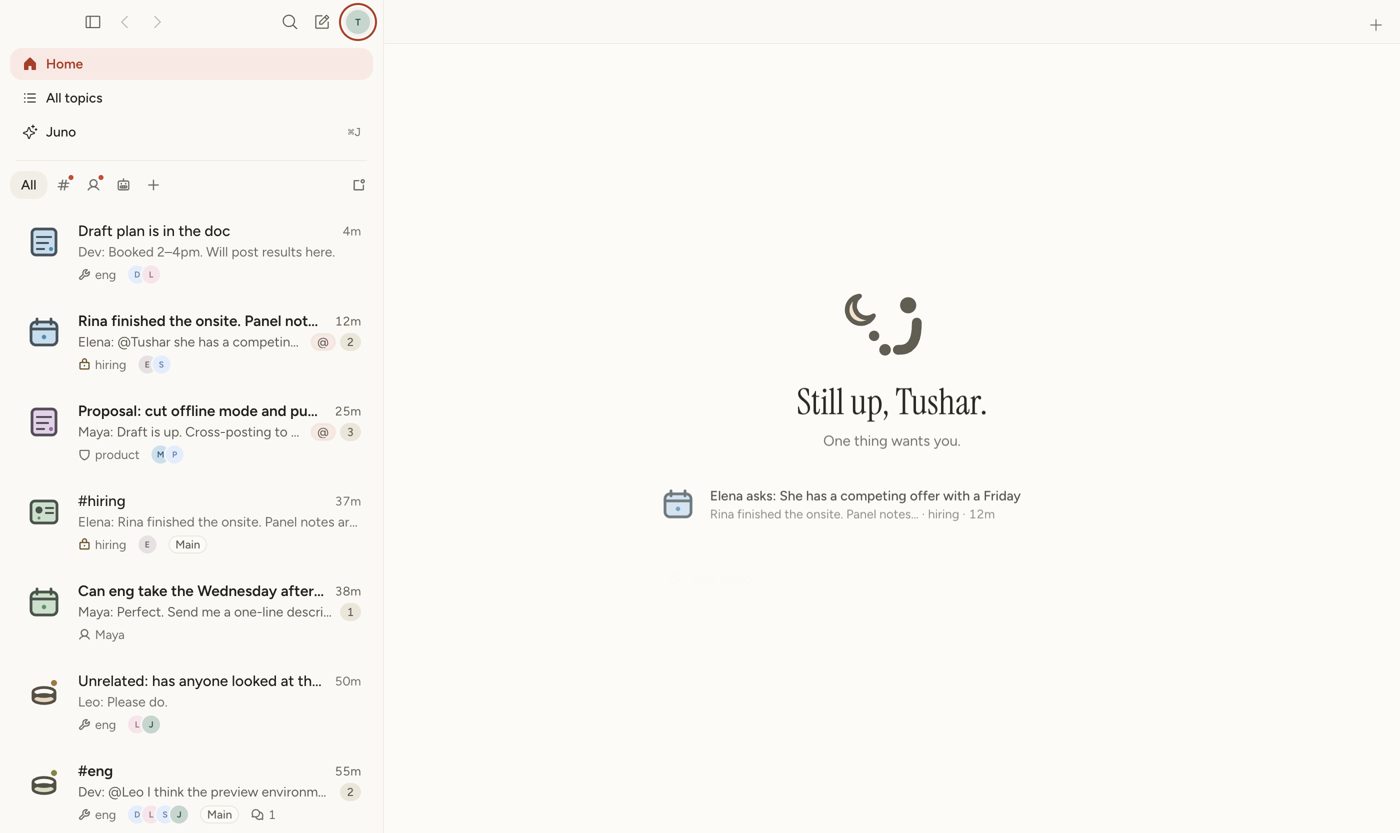 T
Home
All topics
Juno ⌘J
All
Draft plan is in the doc 4m
Dev: Booked 2–4pm. Will post results here.
eng D L
Rina finished the onsite. Panel not... 12m
Elena: @Tushar she has a competin... @ 2
hiring E S
Proposal: cut offline mode and pu... 25m
Maya: Draft is up. Cross-posting to ... @ 3
product M P
#hiring 37m
Elena: Rina finished the onsite. Panel notes ar...
hiring E Main
Can eng take the Wednesday after... 38m
Maya: Perfect. Send me a one-line descri... 1
Maya
Unrelated: has anyone looked at th... 50m
Leo: Please do.
eng L J
#eng 55m
Dev: @Leo I think the preview environm... 2
eng D L S J Main 1
Still up, Tushar.
One thing wants you.
Elena asks: She has a competing offer with a Friday
Rina finished the onsite. Panel notes... · hiring · 12m